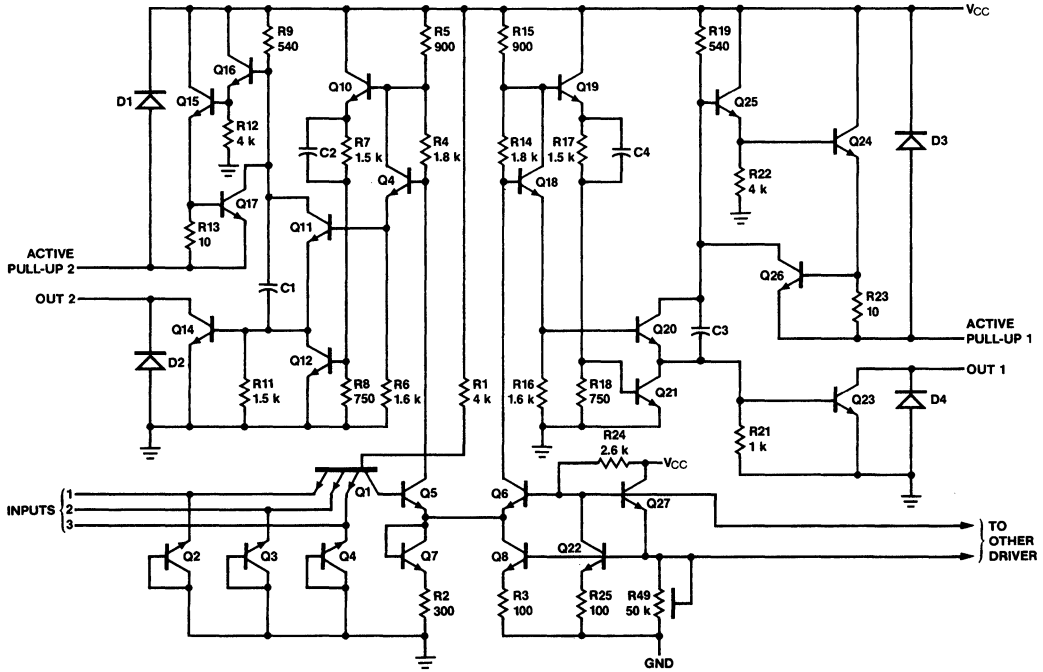 VCC
R9
540
R5
900
R15
900
R19
540
Q16
Q10
Q19
Q25
D1
Q15
Q24
D3
R12
4 k
C2
R7
1.5 k
R4
1.8 k
R14
1.8 k
R17
1.5 k
C4
Q4
Q18
R22
4 k
Q17
R13
10
Q11
ACTIVE
PULL-UP 2
Q26
R23
10
C1
OUT 2
Q14
Q20
C3
ACTIVE
PULL-UP 1
D2
Q12
OUT 1
R11
1.5 k
R8
750
R6
1.6 k
R1
4 k
R16
1.6 k
R18
750
Q21
Q23
D4
R21
1 k
R24
2.6 k
VCC
INPUTS
1
2
3
Q1
Q5
Q6
Q27
TO
OTHER
DRIVER
Q2
Q3
Q4
Q7
Q8
Q22
R2
300
R3
100
R25
100
R49
50 k
GND